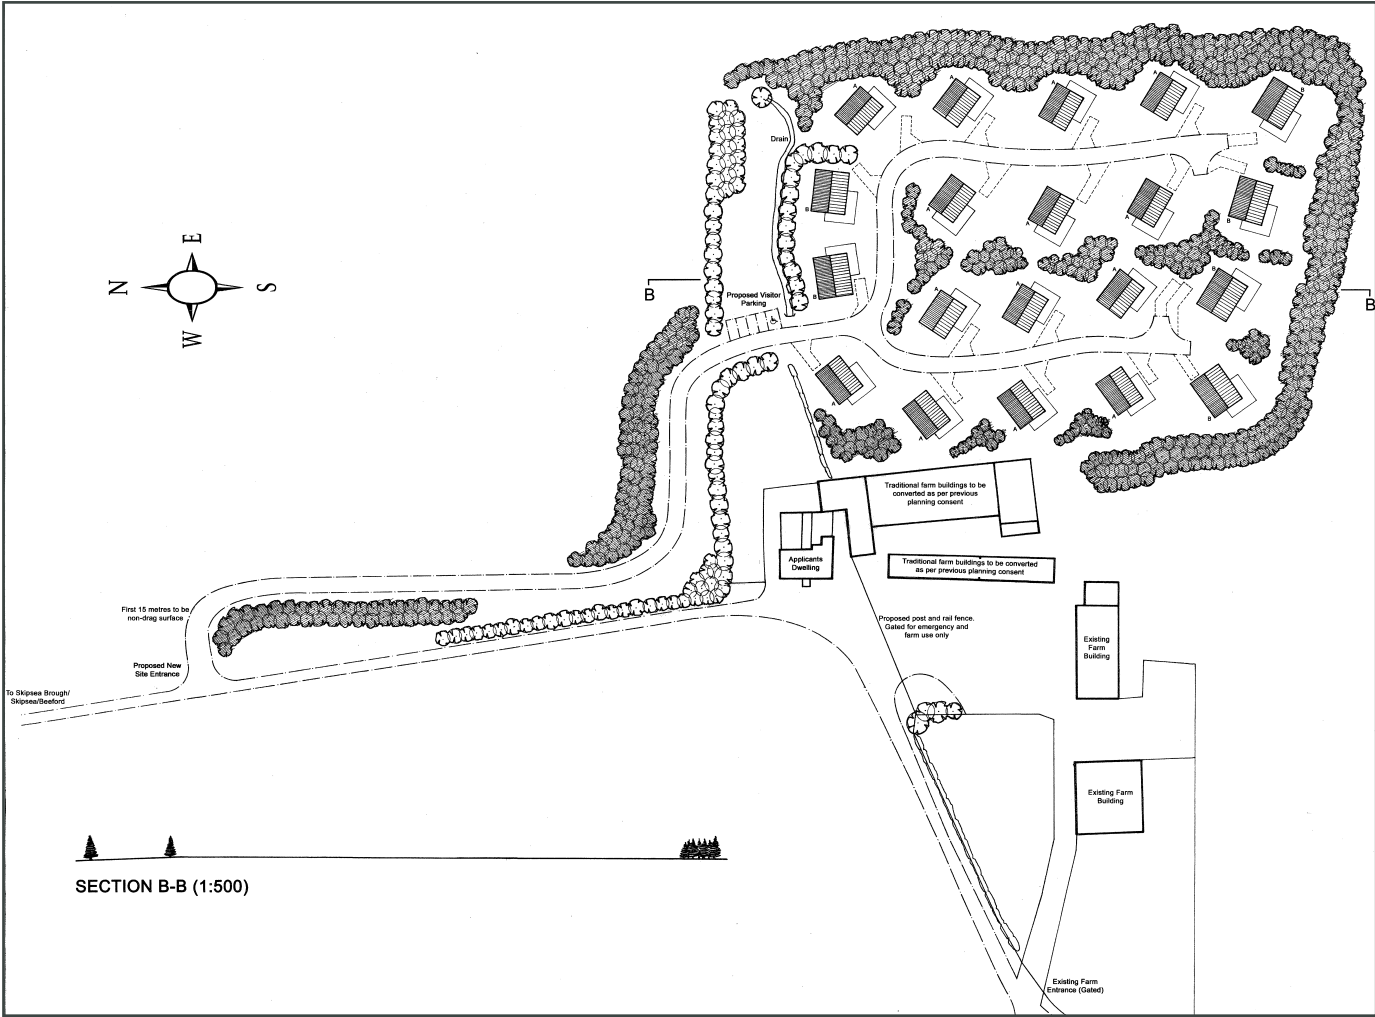 A
A
A
A
B
Drain
B
A
A
A
B
E
N
S
W
B
B
Proposed Visitor
Parking
B
A
A
A
B
A
A
A
A
B
Traditional farm buildings to be
converted as per previous
planning consent
Applicants
Dwelling
Traditional farm buildings to be converted
as per previous planning consent
First 15 metres to be
non-drag surface
Proposed post and rail fence.
Gated for emergency and
farm use only
Existing
Farm
Building
Proposed New
Site Entrance
To Skipsea Brough/
Skipsea/Beeford
Existing Farm
Building
SECTION B-B (1:500)
Existing Farm
Entrance (Gated)